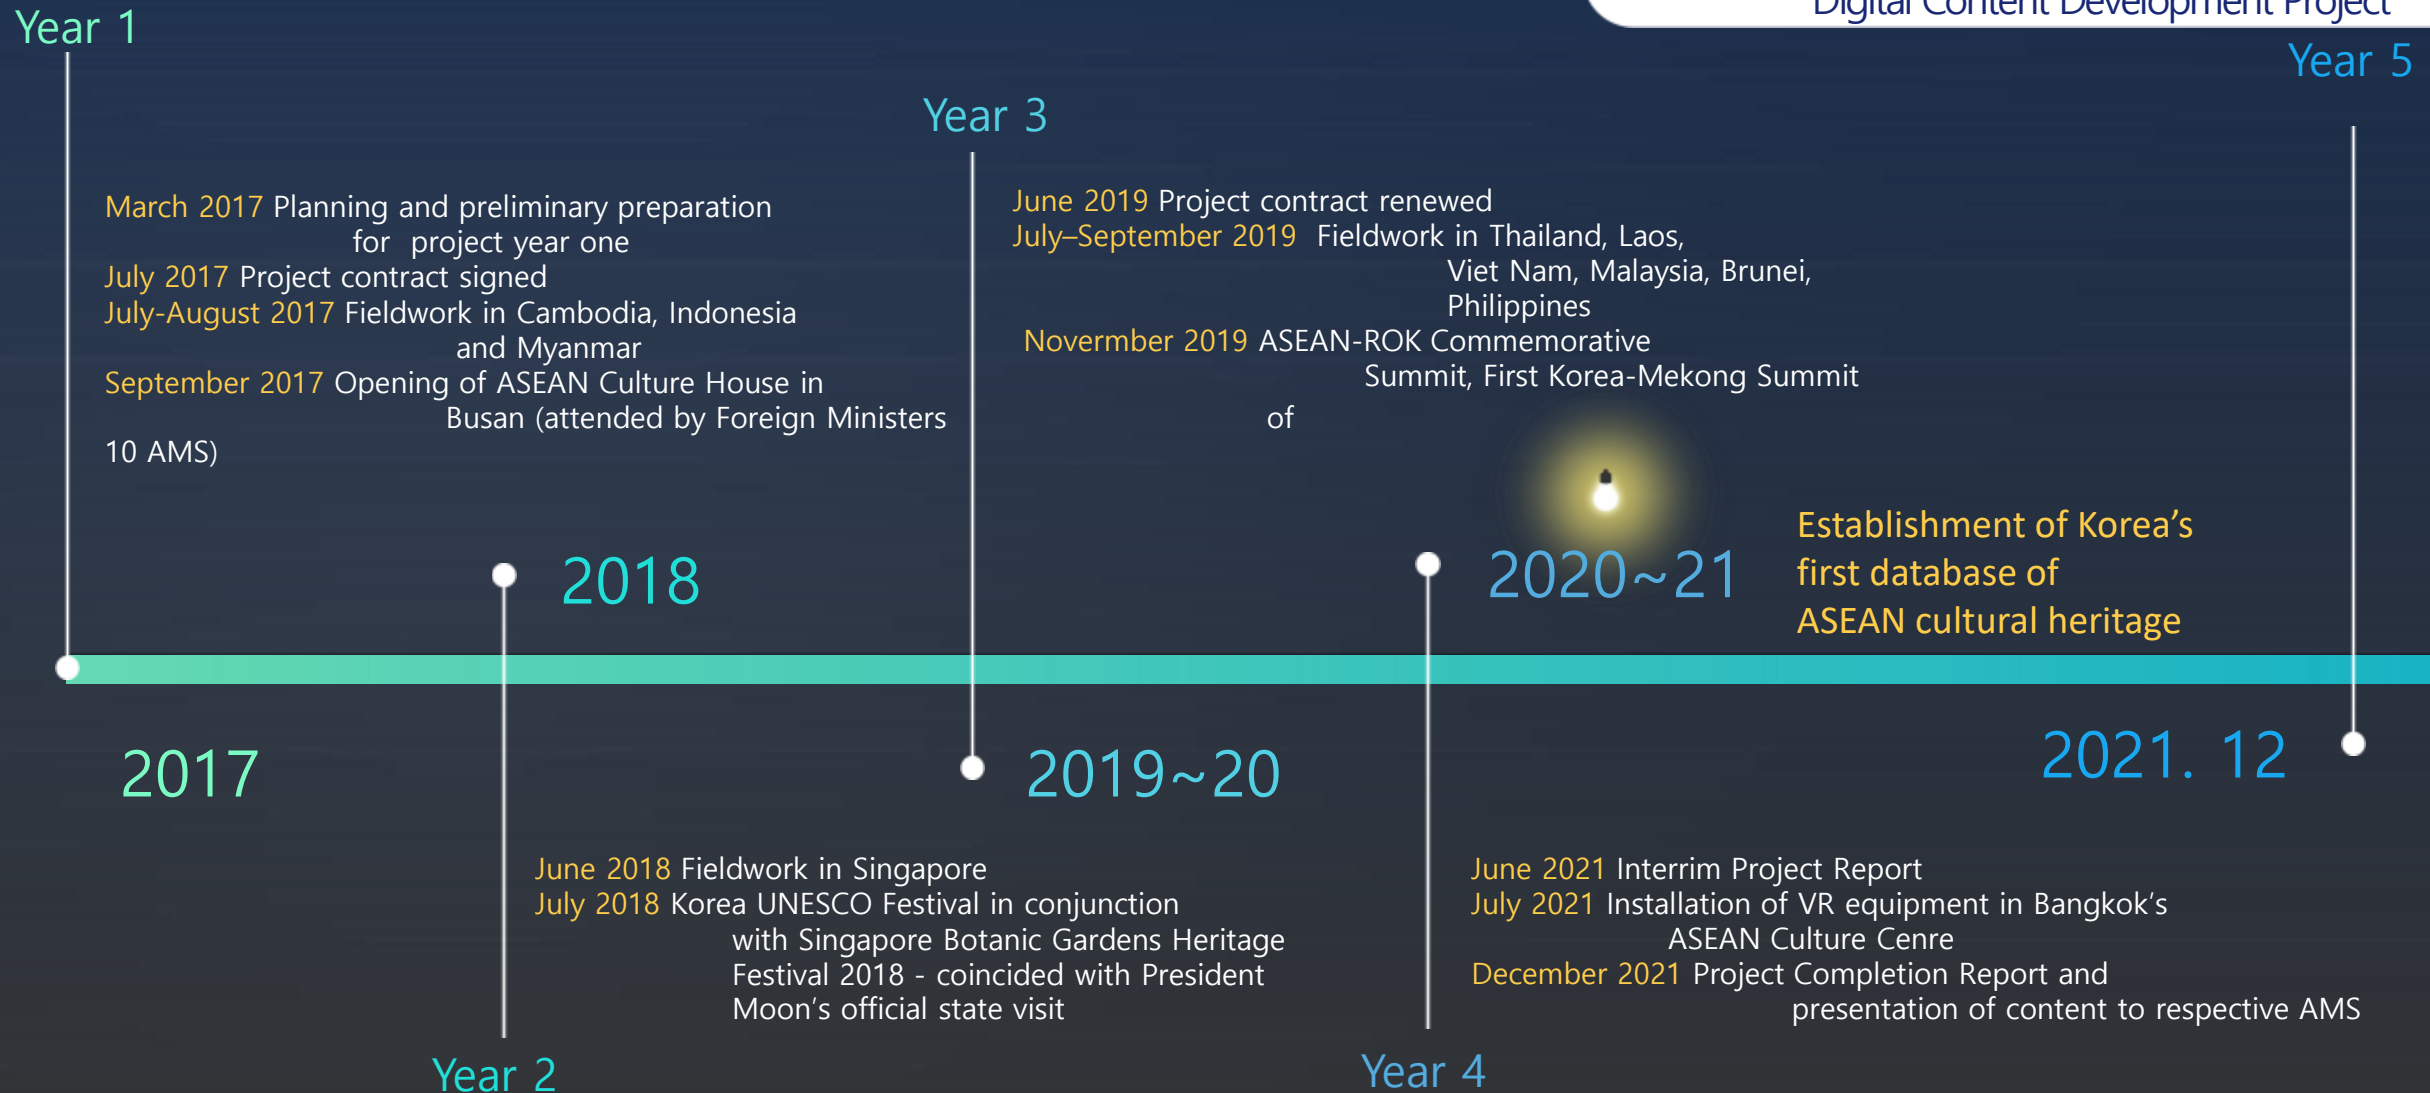 Digital Content Development Project
Year 1
March 2017 Planning and preliminary preparation
for project year one
July 2017 Project contract signed
July-August 2017 Fieldwork in Cambodia, Indonesia
and Myanmar
September 2017 Opening of ASEAN Culture House in
Busan (attended by Foreign Ministers of
10 AMS)
2017
2018
June 2018 Fieldwork in Singapore
July 2018 Korea UNESCO Festival in conjunction
with Singapore Botanic Gardens Heritage
Festival 2018 - coincided with President
Moon’s official state visit
Year 2
Year 3
June 2019 Project contract renewed
July–September 2019 Fieldwork in Thailand, Laos,
Viet Nam, Malaysia, Brunei,
Philippines
Novermber 2019 ASEAN-ROK Commemorative
Summit, First Korea-Mekong Summit
2019~20
2020~21
Establishment of Korea’s
first database of
ASEAN cultural heritage
June 2021 Interrim Project Report
July 2021 Installation of VR equipment in Bangkok’s
ASEAN Culture Cenre
December 2021 Project Completion Report and
presentation of content to respective AMS
Year 4
Year 5
2021. 12